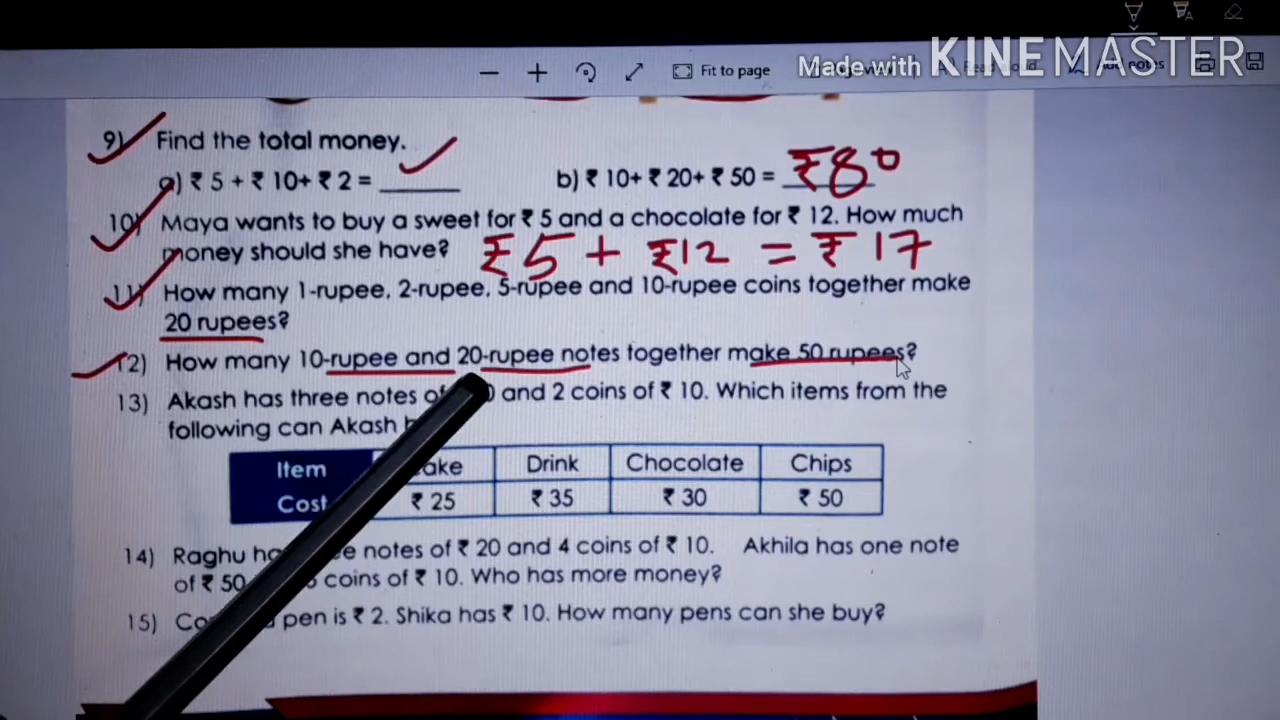 Fit to page
Made with KINEMASTER
9) Find the total money.
a) ₹ 5 + ₹ 10+ ₹ 2 = ______ b) ₹ 10+ ₹ 20+ ₹ 50 = ₹80
10) Maya wants to buy a sweet for ₹ 5 and a chocolate for ₹ 12. How much
money should she have? ₹5 + ₹12 = ₹17
11) How many 1-rupee, 2-rupee, 5-rupee and 10-rupee coins together make
20 rupees?
12) How many 10-rupee and 20-rupee notes together make 50 rupees?
13) Akash has three notes of and 2 coins of ₹ 10. Which items from the
following can Akash
Item Drink Chocolate Chips
Cost ₹ 25 ₹ 35 ₹ 30 ₹ 50
14) Raghu notes of ₹ 20 and 4 coins of ₹ 10. Akhila has one note
of ₹ 50 coins of ₹ 10. Who has more money?
15) pen is ₹ 2. Shika has ₹ 10. How many pens can she buy?